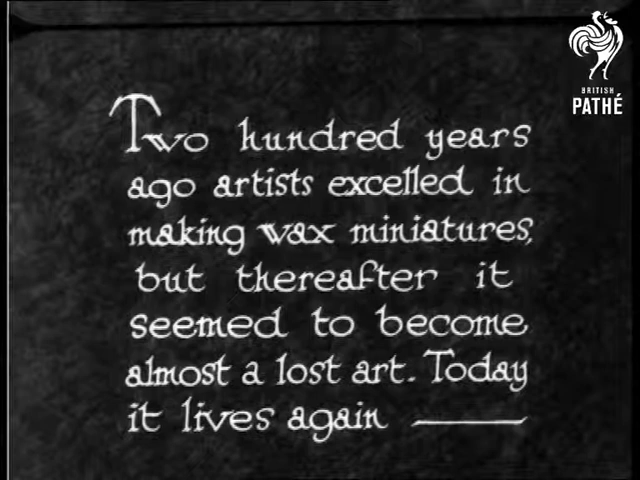 BRITISH
PATHÉ
Two hundred years
ago artists excelled in
making wax miniatures,
but thereafter it
seemed to become
almost a lost art. Today
it lives again —